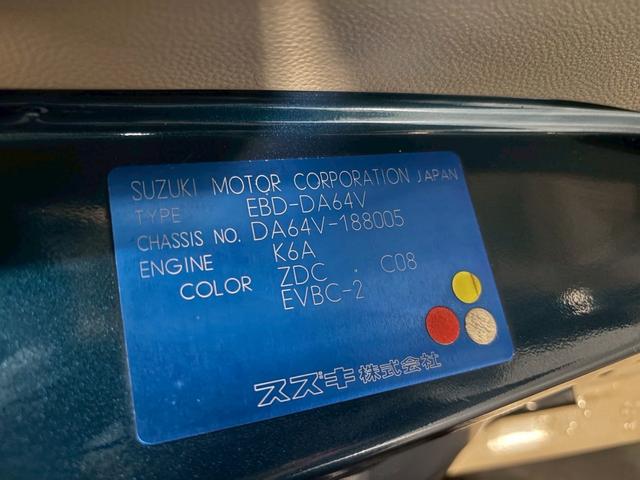 SUZUKI MOTOR CORPORATION JAPAN
TYPE EBD-DA64V
CHASSIS NO. DA64V-188005
ENGINE K6A
COLOR ZDC C08
EVBC-2
スズキ株式会社